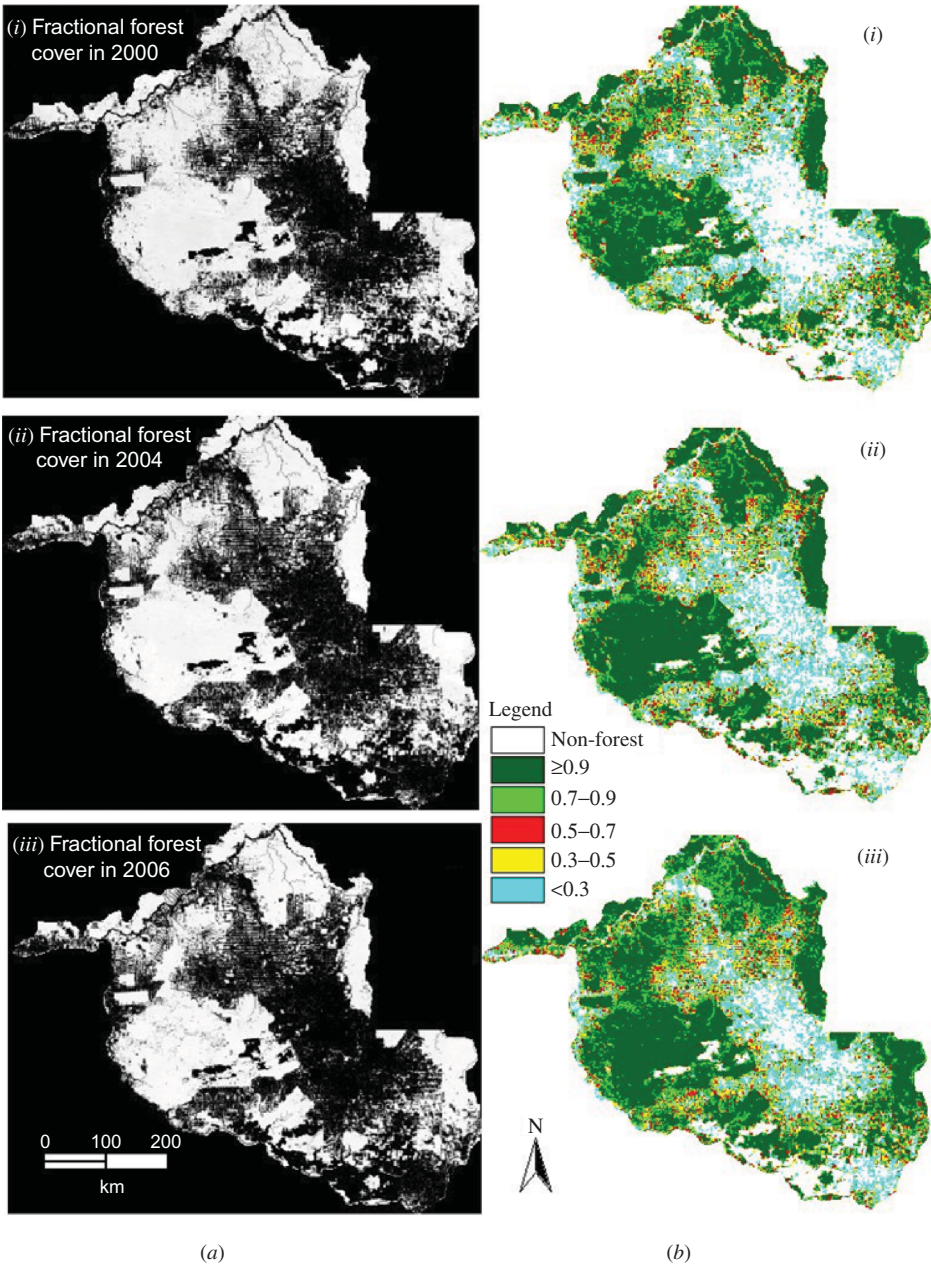 (i) Fractional forest
cover in 2000
(i)
(ii) Fractional forest
cover in 2004
(ii)
Legend
Non-forest
≥0.9
0.7–0.9
0.5–0.7
0.3–0.5
<0.3
(iii) Fractional forest
cover in 2006
(iii)
0 100 200
km
N
(a) (b)